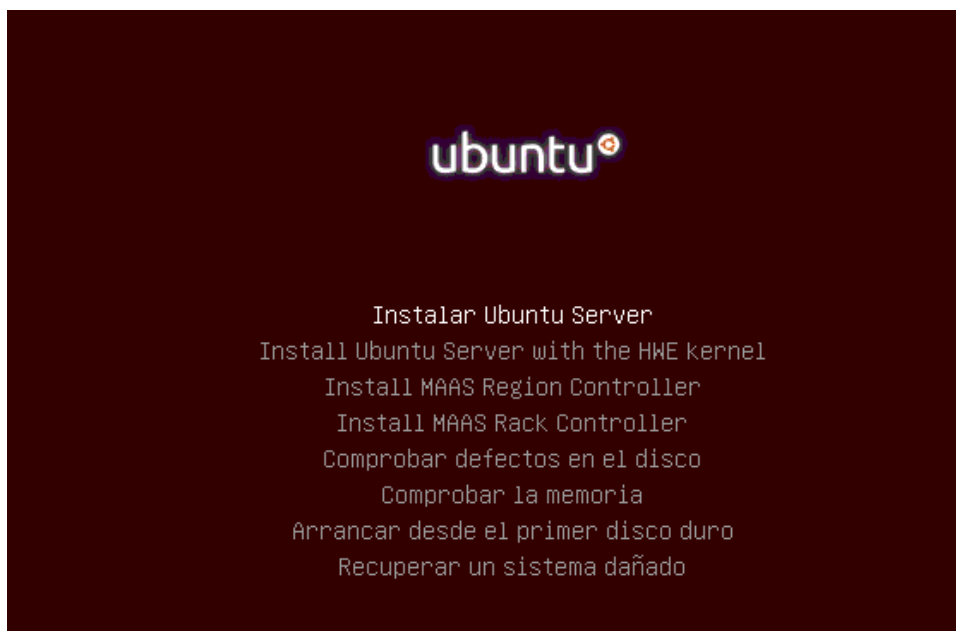 ubuntu
Instalar Ubuntu Server
Install Ubuntu Server with the HWE kernel
Install MAAS Region Controller
Install MAAS Rack Controller
Comprobar defectos en el disco
Comprobar la memoria
Arrancar desde el primer disco duro
Recuperar un sistema dañado